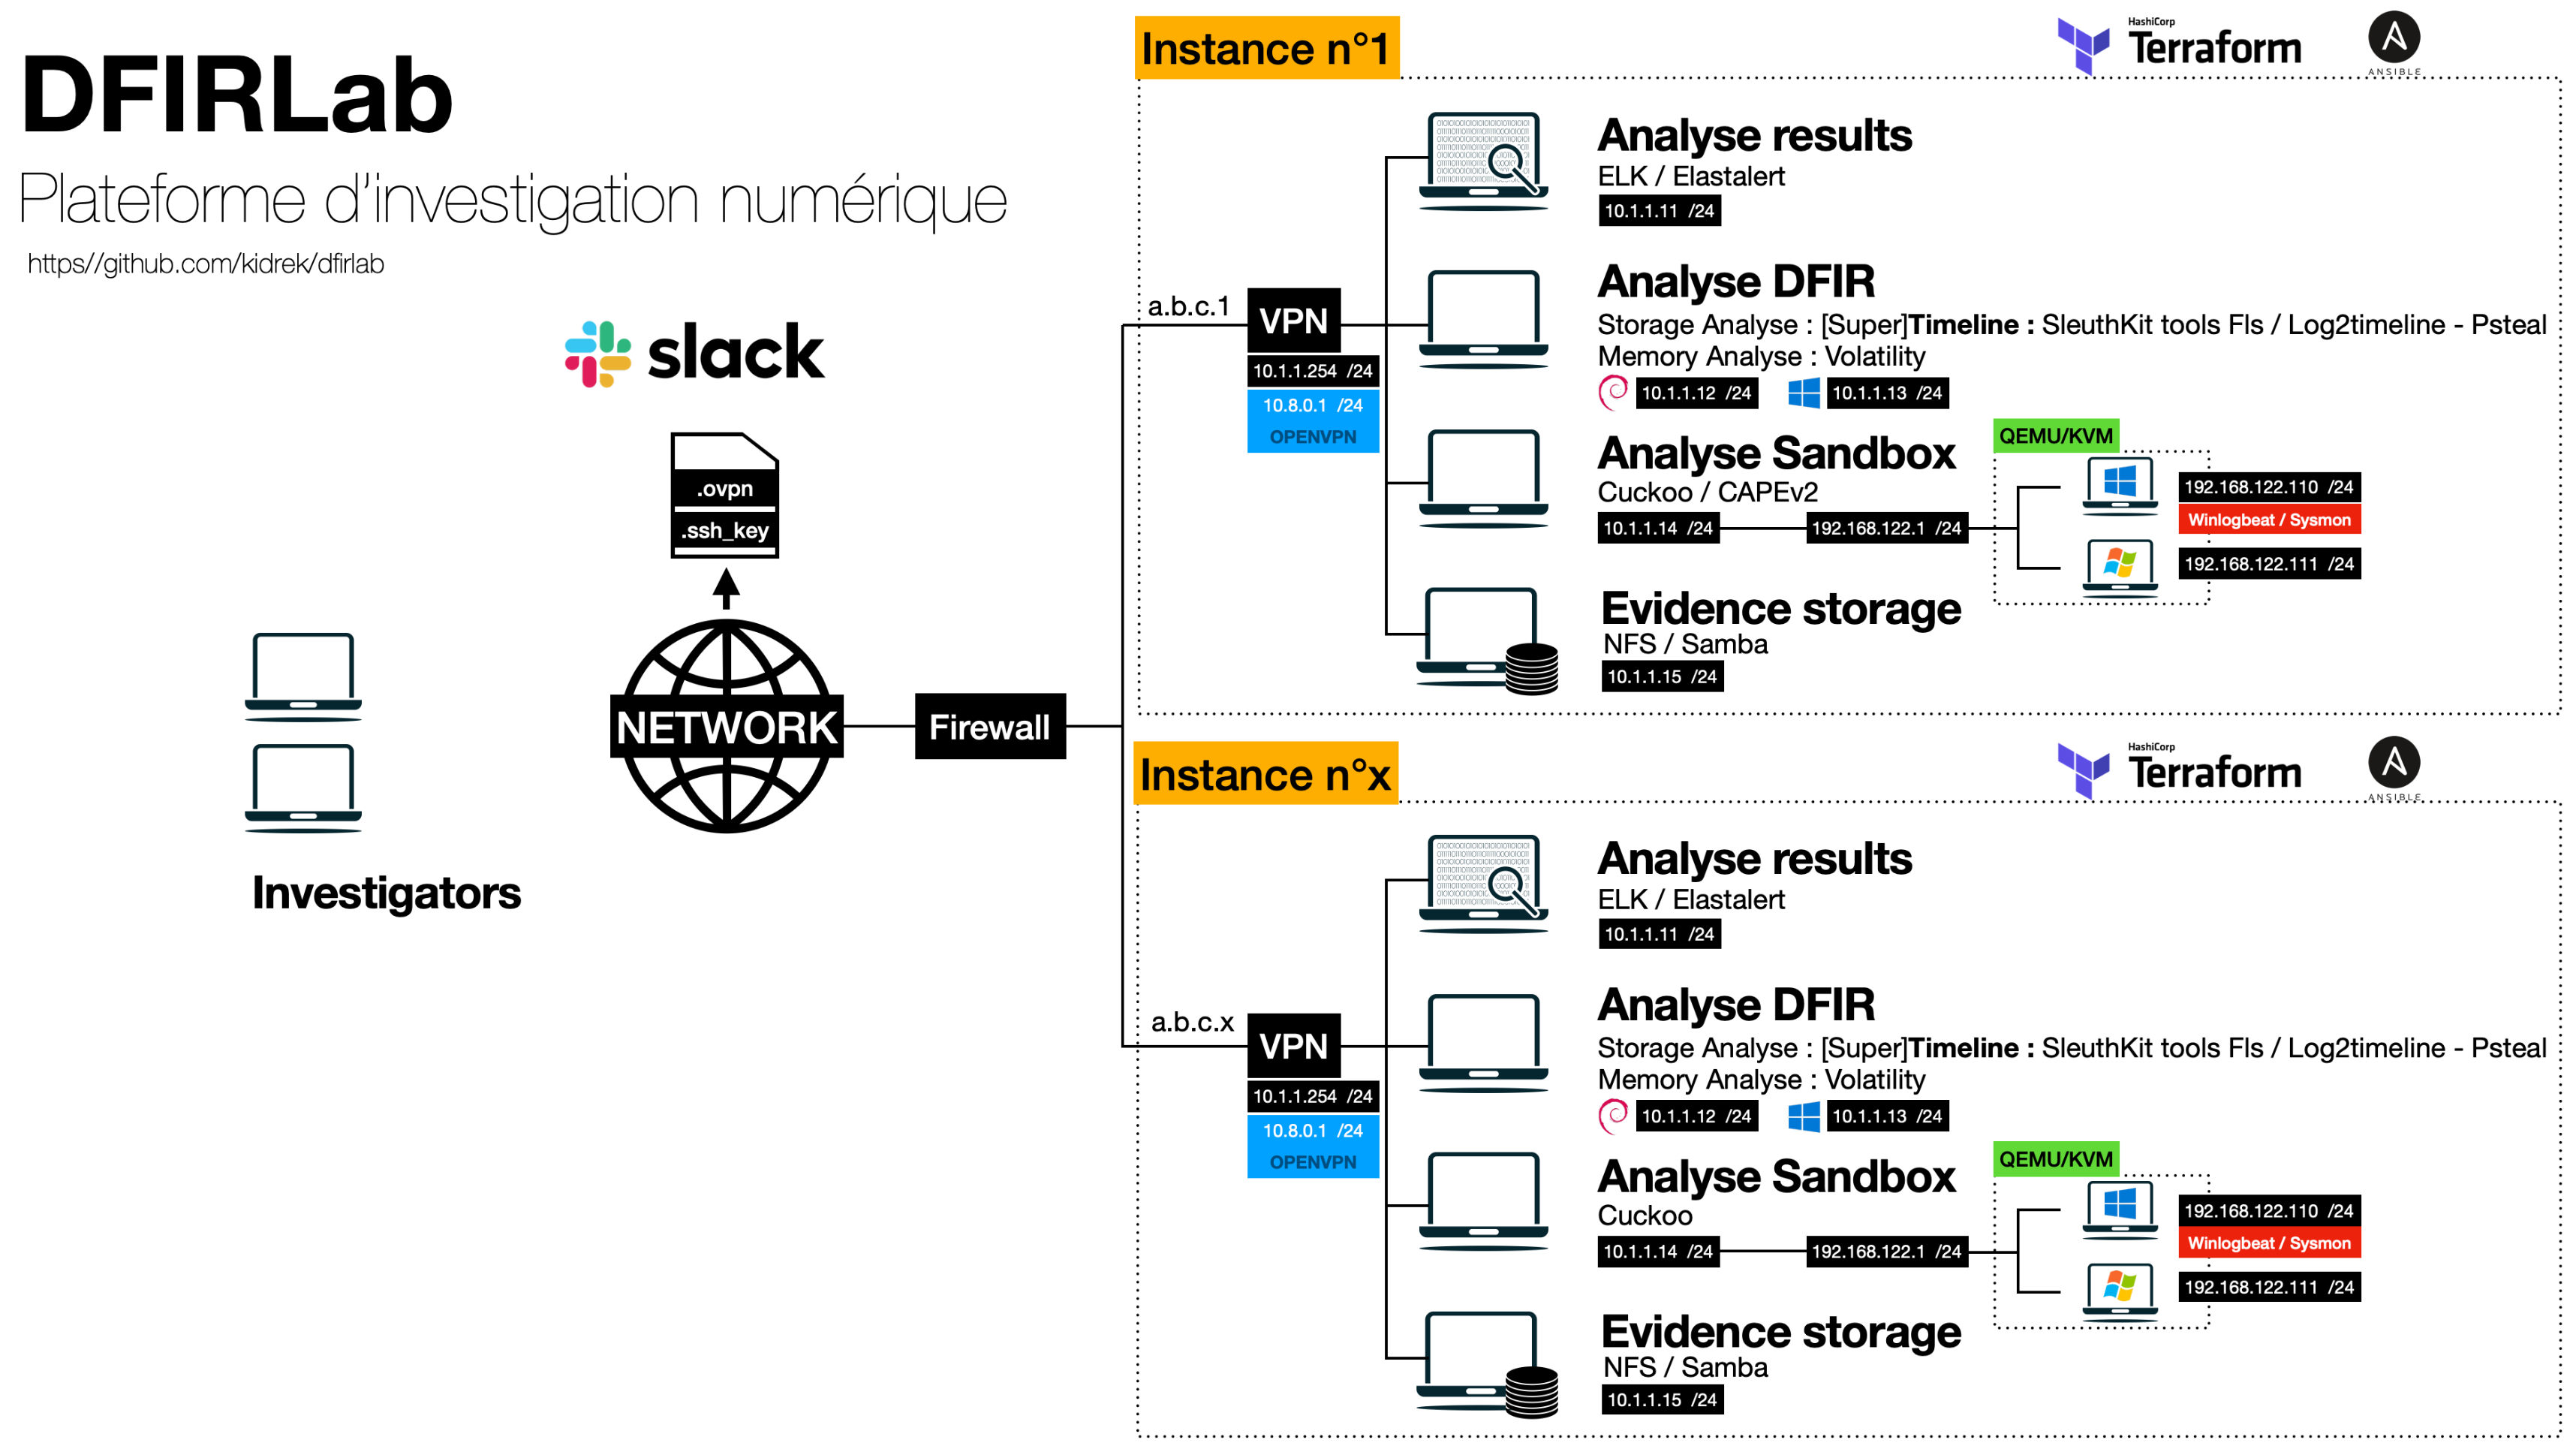 DFIRLab
Plateforme d'investigation numérique
https//github.com/kidrek/dfirlab
slack
.ovpn
.ssh_key
NETWORK
Firewall
Investigators
Instance n°1
HashiCorp
Terraform
ANSIBLE
a.b.c.1
VPN
10.1.1.254 /24
10.8.0.1 /24
OPENVPN
Analyse results
ELK / Elastalert
10.1.1.11 /24
Analyse DFIR
Storage Analyse : [Super]Timeline : SleuthKit tools Fls / Log2timeline - Psteal
Memory Analyse : Volatility
10.1.1.12 /24 10.1.1.13 /24
Analyse Sandbox
Cuckoo / CAPEv2
10.1.1.14 /24 192.168.122.1 /24
QEMU/KVM
192.168.122.110 /24
Winlogbeat / Sysmon
192.168.122.111 /24
Evidence storage
NFS / Samba
10.1.1.15 /24
Instance n°x
HashiCorp
Terraform
ANSIBLE
a.b.c.x
VPN
10.1.1.254 /24
10.8.0.1 /24
OPENVPN
Analyse results
ELK / Elastalert
10.1.1.11 /24
Analyse DFIR
Storage Analyse : [Super]Timeline : SleuthKit tools Fls / Log2timeline - Psteal
Memory Analyse : Volatility
10.1.1.12 /24 10.1.1.13 /24
Analyse Sandbox
Cuckoo
10.1.1.14 /24 192.168.122.1 /24
QEMU/KVM
192.168.122.110 /24
Winlogbeat / Sysmon
192.168.122.111 /24
Evidence storage
NFS / Samba
10.1.1.15 /24